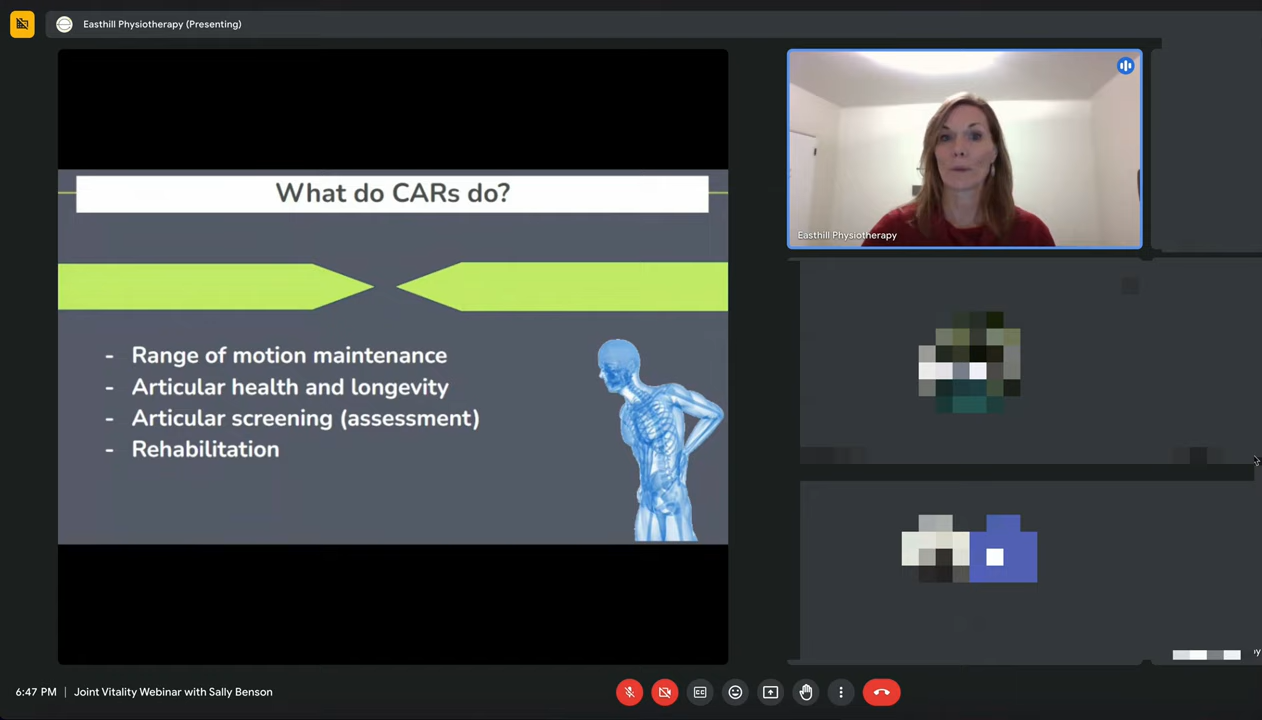 Easthill Physiotherapy (Presenting)
What do CARs do?
- Range of motion maintenance
- Articular health and longevity
- Articular screening (assessment)
- Rehabilitation
Easthill Physiotherapy
6:47 PM | Joint Vitality Webinar with Sally Benson
CC